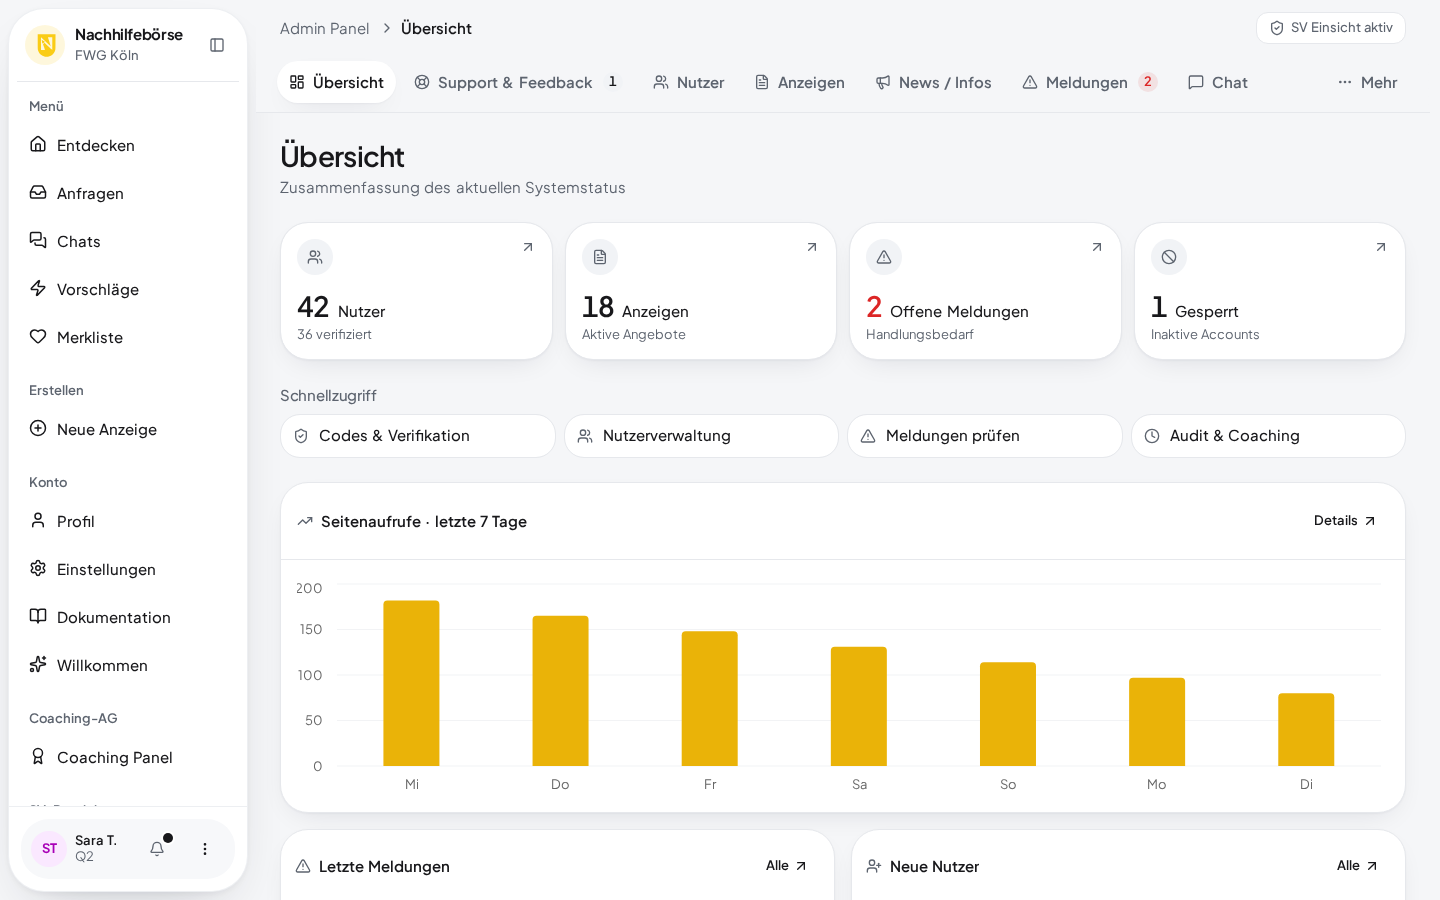 Nachhilfebörse
FWG Köln
Menü
Entdecken
Anfragen
Chats
Vorschläge
Merkliste
Erstellen
Neue Anzeige
Konto
Profil
Einstellungen
Dokumentation
Willkommen
Coaching-AG
Coaching Panel
ST
Sara T.
Q2
Admin Panel > Übersicht
SV Einsicht aktiv
Übersicht
Support & Feedback 1
Nutzer
Anzeigen
News / Infos
Meldungen 2
Chat
Mehr
Übersicht
Zusammenfassung des aktuellen Systemstatus
42 Nutzer
36 verifiziert
18 Anzeigen
Aktive Angebote
2 Offene Meldungen
Handlungsbedarf
1 Gesperrt
Inaktive Accounts
Schnellzugriff
Codes & Verifikation
Nutzerverwaltung
Meldungen prüfen
Audit & Coaching
Seitenaufrufe · letzte 7 Tage
Details
200
150
100
50
0
Mi
Do
Fr
Sa
So
Mo
Di
Letzte Meldungen
Alle
Neue Nutzer
Alle